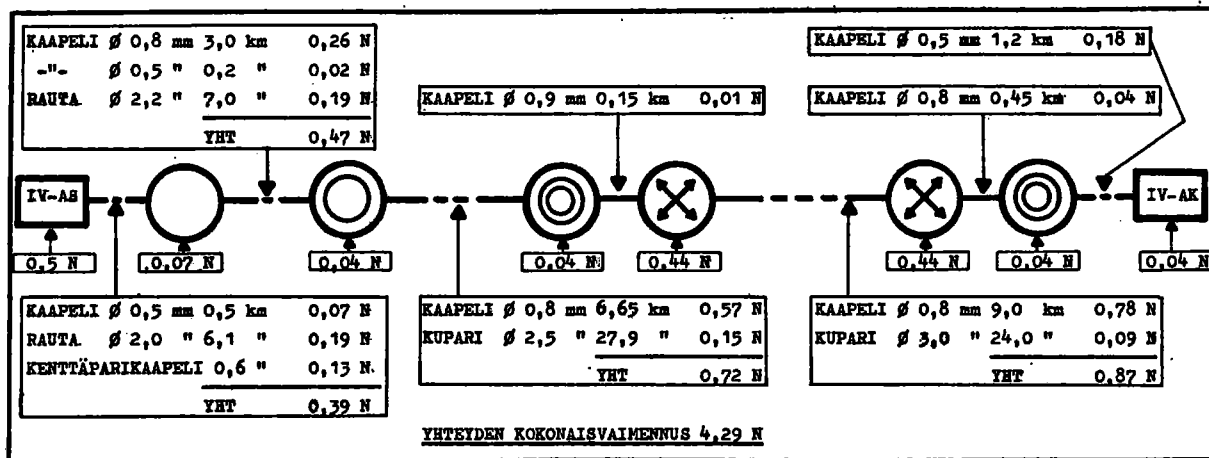 KAAPELI Ø 0,8 mm 3,0 km 0,26 N
-"- Ø 0,5 " 0,2 " 0,02 N
RAUTA Ø 2,2 " 7,0 " 0,19 N
YHT 0,47 N
KAAPELI Ø 0,9 mm 0,15 km 0,01 N
KAAPELI Ø 0,5 mm 1,2 km 0,18 N
KAAPELI Ø 0,8 mm 0,45 km 0,04 N
IV-AS
IV-AK
0,5 N
0,07 N
0,04 N
0,04 N
0,44 N
0,44 N
0,04 N
0,04 N
KAAPELI Ø 0,5 mm 0,5 km 0,07 N
RAUTA Ø 2,0 " 6,1 " 0,19 N
KENTTÄPARIKAAPELI 0,6 " 0,13 N
YHT 0,39 N
KAAPELI Ø 0,8 mm 6,65 km 0,57 N
KUPARI Ø 2,5 " 27,9 " 0,15 N
YHT 0,72 N
KAAPELI Ø 0,8 mm 9,0 km 0,78 N
KUPARI Ø 3,0 " 24,0 " 0,09 N
YHT 0,87 N
YHTEYDEN KOKONAISVAIMENNUS 4,29 N